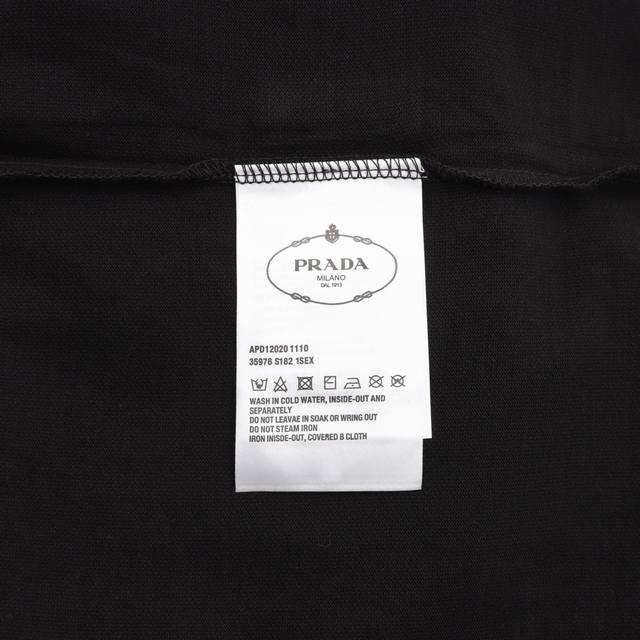 PRADA
MILANO
DAL 1913
APD12020 1110
35976 S182 1SEX
WASH IN COLD WATER, INSIDE-OUT AND
SEPARATELY
DO NOT LEAVAE IN SOAK OR WRING OUT
DO NOT STEAM IRON
IRON INISDE-OUT, COVERED B CLOTH